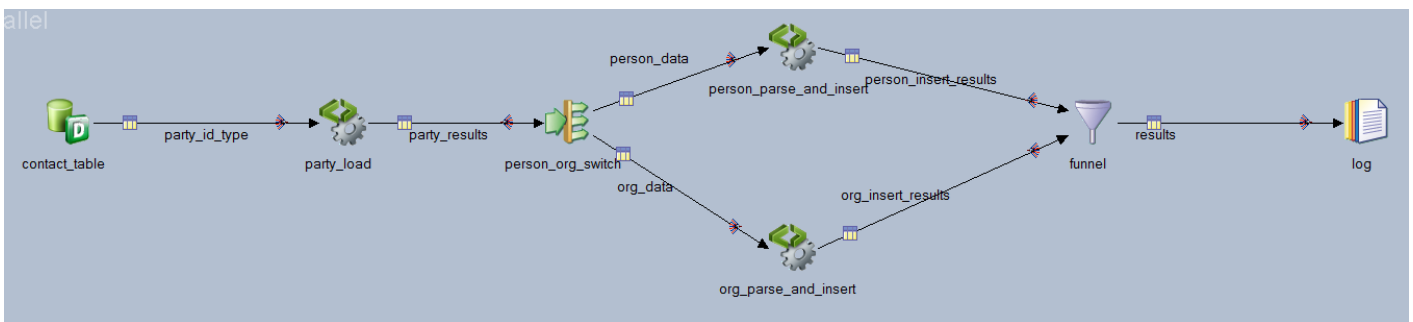 allel
person_data
person_insert_results
person_parse_and_insert
D
party_id_type
party_results
results
contact_table
party_load
person_org_switch
funnel
log
org_data
org_insert_results
org_parse_and_insert